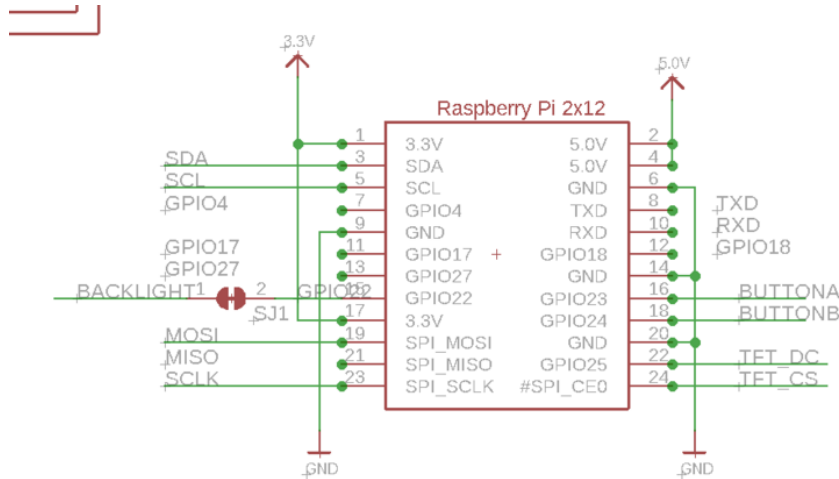 3.3V
5.0V
Raspberry Pi 2x12
1 3.3V 5.0V 2
SDA 3 SDA 5.0V 4
SCL 5 SCL GND 6
GPIO4 7 GPIO4 TXD 8 TXD
9 GND RXD 10 RXD
GPIO17 11 GPIO17 GPIO18 12 GPIO18
GPIO27 13 GPIO27 GND 14
BACKLIGHT 1 2 GPIO22 15 GPIO22 GPIO23 16 BUTTONA
SJ1 17 3.3V GPIO24 18 BUTTONB
MOSI 19 SPI_MOSI GND 20
MISO 21 SPI_MISO GPIO25 22 TFT_DC
SCLK 23 SPI_SCLK #SPI_CE0 24 TFT_CS
GND GND